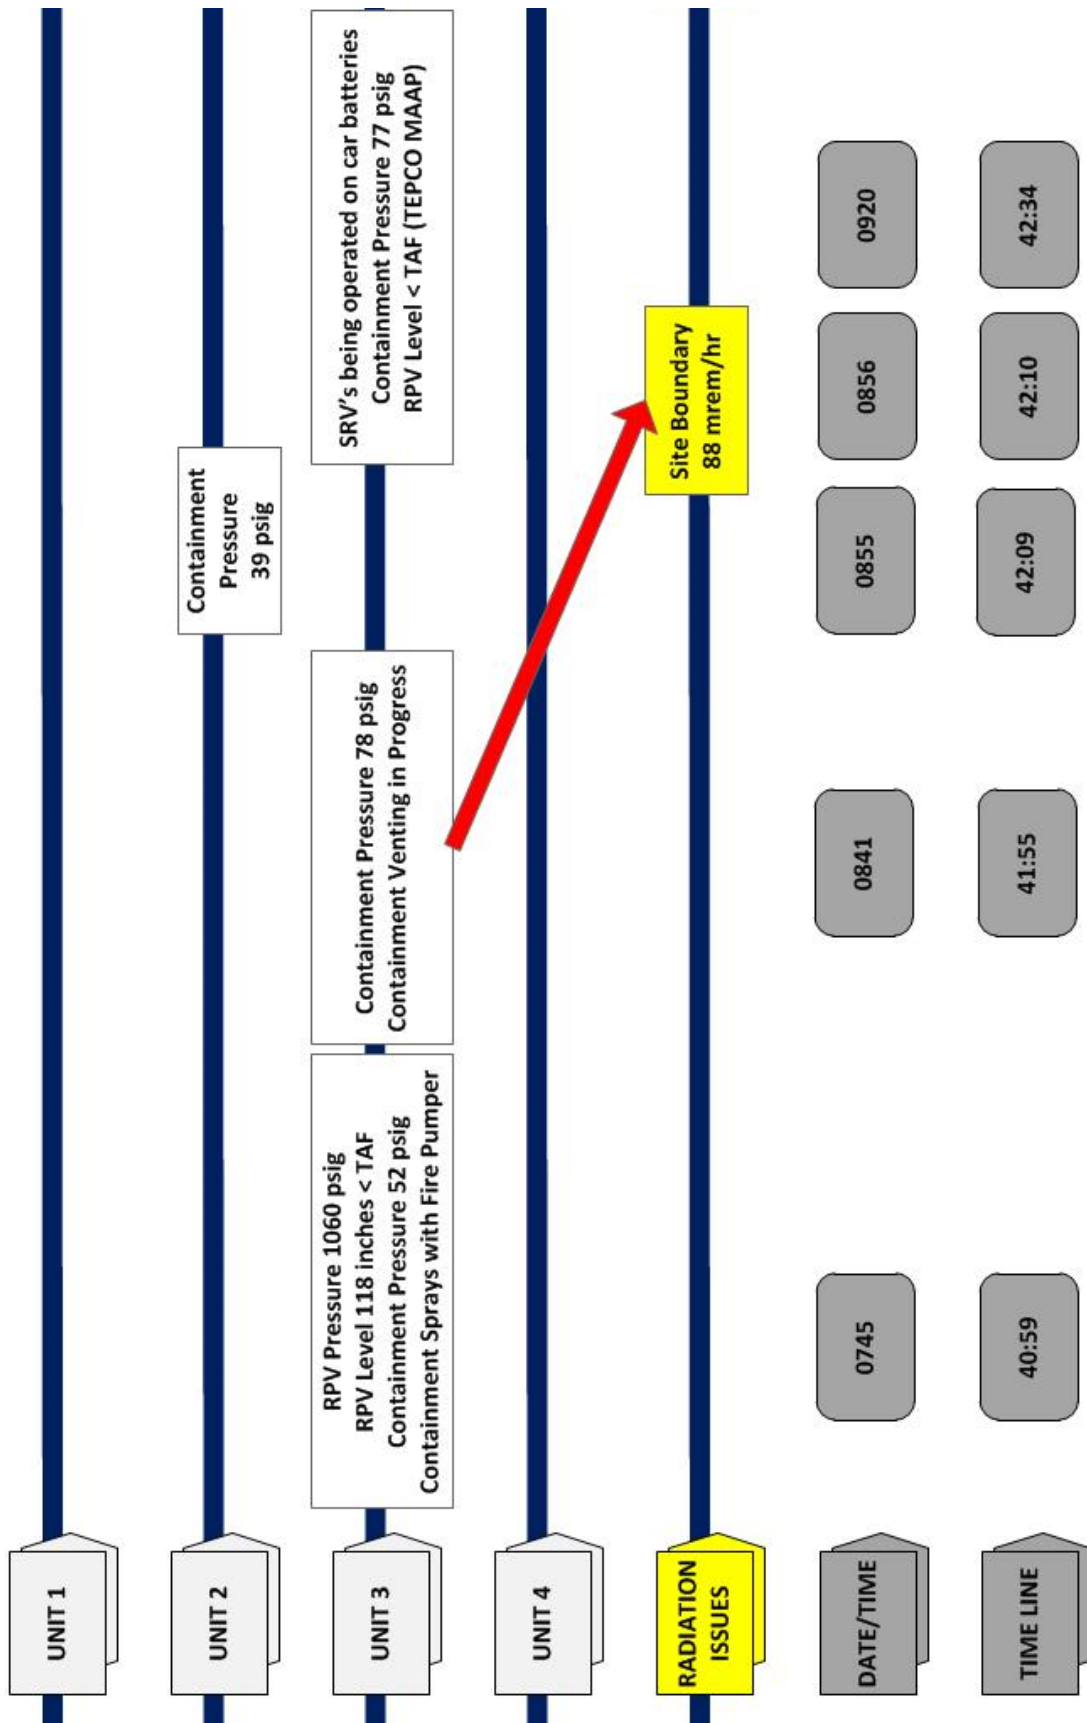 UNIT 1
UNIT 2
Containment
Pressure
39 psig
UNIT 3
RPV Pressure 1060 psig
RPV Level 118 inches < TAF
Containment Pressure 52 psig
Containment Sprays with Fire Pumper
Containment Pressure 78 psig
Containment Venting in Progress
SRV's being operated on car batteries
Containment Pressure 77 psig
RPV Level < TAF (TEPCO MAAP)
UNIT 4
RADIATION
ISSUES
Site Boundary
88 mrem/hr
DATE/TIME
0745
0841
0855
0856
0920
TIME LINE
40:59
41:55
42:09
42:10
42:34